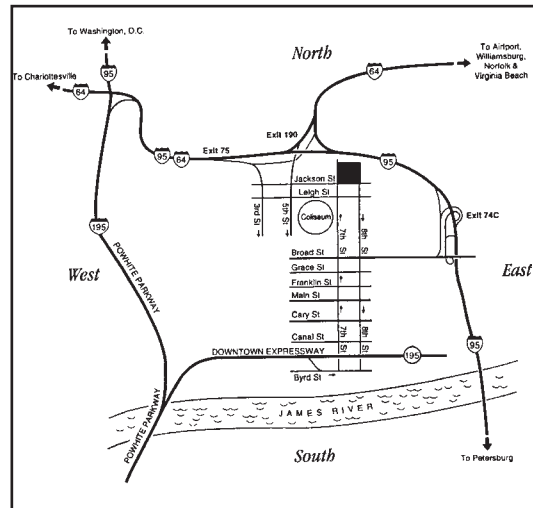 To Washington, D.C.
North
To Airport,
Williamsburg,
Norfolk &
Virginia Beach
To Charlottesville
95
64
64
Exit 190
Exit 75
95
64
95
Jackson St
Leigh St
3rd St
5th St
Coliseum
7th St
8th St
Exit 74C
195
POWHITE PARKWAY
West
Broad St
Grace St
Franklin St
Main St
Cary St
Canal St
7th St
8th St
East
DOWNTOWN EXPRESSWAY
195
95
Byrd St
JAMES RIVER
POWHITE PARKWAY
South
To Petersburg